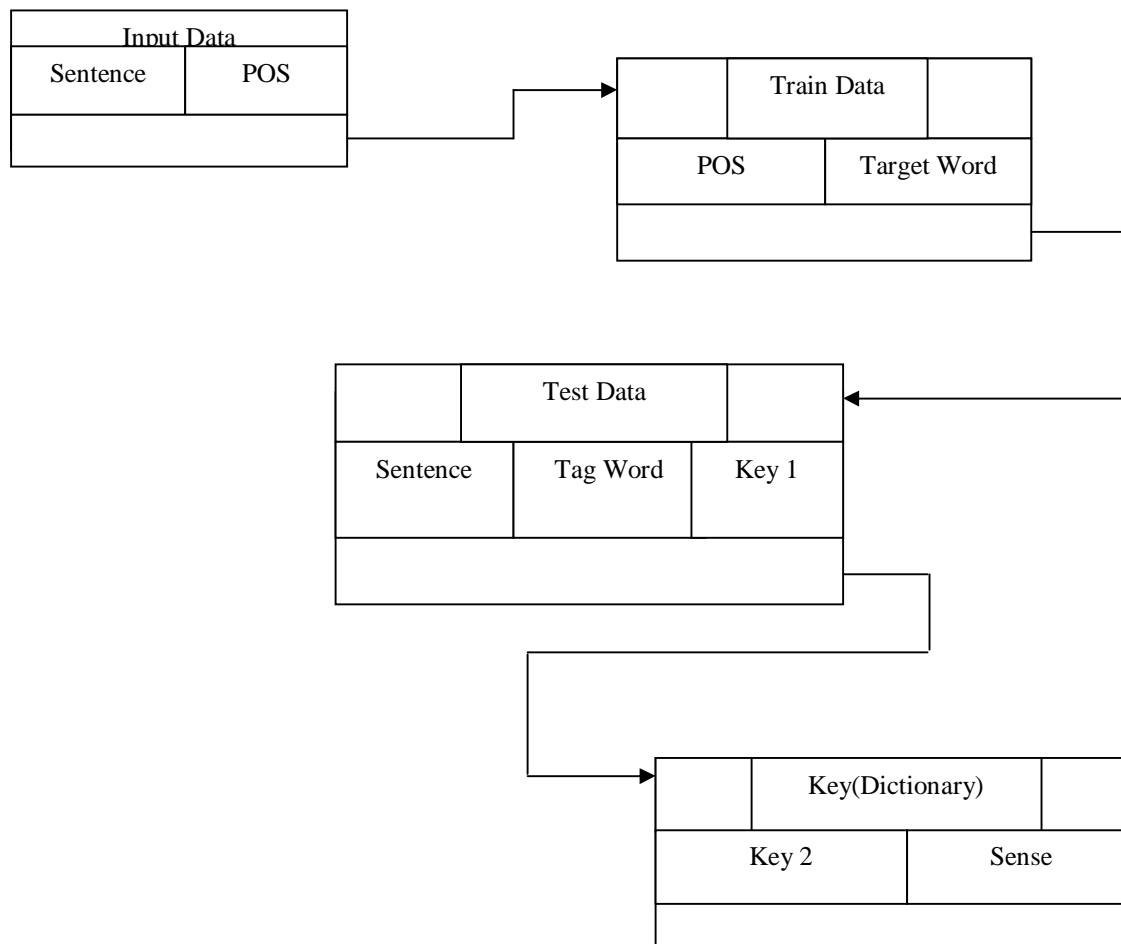 Input Data
Sentence POS
Train Data
POS Target Word
Test Data
Sentence Tag Word Key 1
Key(Dictionary)
Key 2 Sense